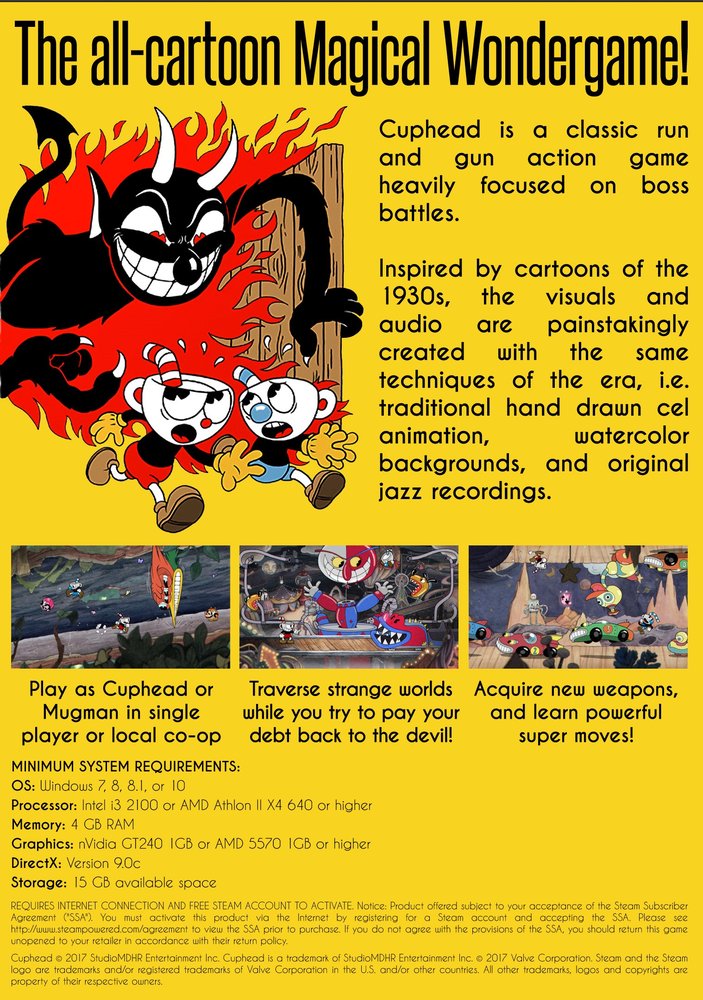 The all-cartoon Magical Wondergame!
Cuphead is a classic run
and gun action game
heavily focused on boss
battles.
Inspired by cartoons of the
1930s, the visuals and
audio are painstakingly
created with the same
techniques of the era, i.e.
traditional hand drawn cel
animation, watercolor
backgrounds, and original
jazz recordings.
Play as Cuphead or
Mugman in single
player or local co-op
Traverse strange worlds
while you try to pay your
debt back to the devil!
Acquire new weapons,
and learn powerful
super moves!
MINIMUM SYSTEM REQUIREMENTS:
OS: Windows 7, 8, 8.1, or 10
Processor: Intel i3 2100 or AMD Athlon II X4 640 or higher
Memory: 4 GB RAM
Graphics: nVidia GT240 1GB or AMD 5570 1GB or higher
DirectX: Version 9.0c
Storage: 15 GB available space
REQUIRES INTERNET CONNECTION AND FREE STEAM ACCOUNT TO ACTIVATE. Notice: Product offered subject to your acceptance of the Steam Subscriber
Agreement ("SSA"). You must activate this product via the Internet by registering for a Steam account and accepting the SSA. Please see
http://www.steampowered.com/agreement to view the SSA prior to purchase. If you do not agree with the provisions of the SSA, you should return this game
unopened to your retailer in accordance with their return policy.
Cuphead © 2017 StudioMDHR Entertainment Inc. Cuphead is a trademark of StudioMDHR Entertainment Inc. © 2017 Valve Corporation. Steam and the Steam
logo are trademarks and/or registered trademarks of Valve Corporation in the U.S. and/or other countries. All other trademarks, logos and copyrights are
property of their respective owners.